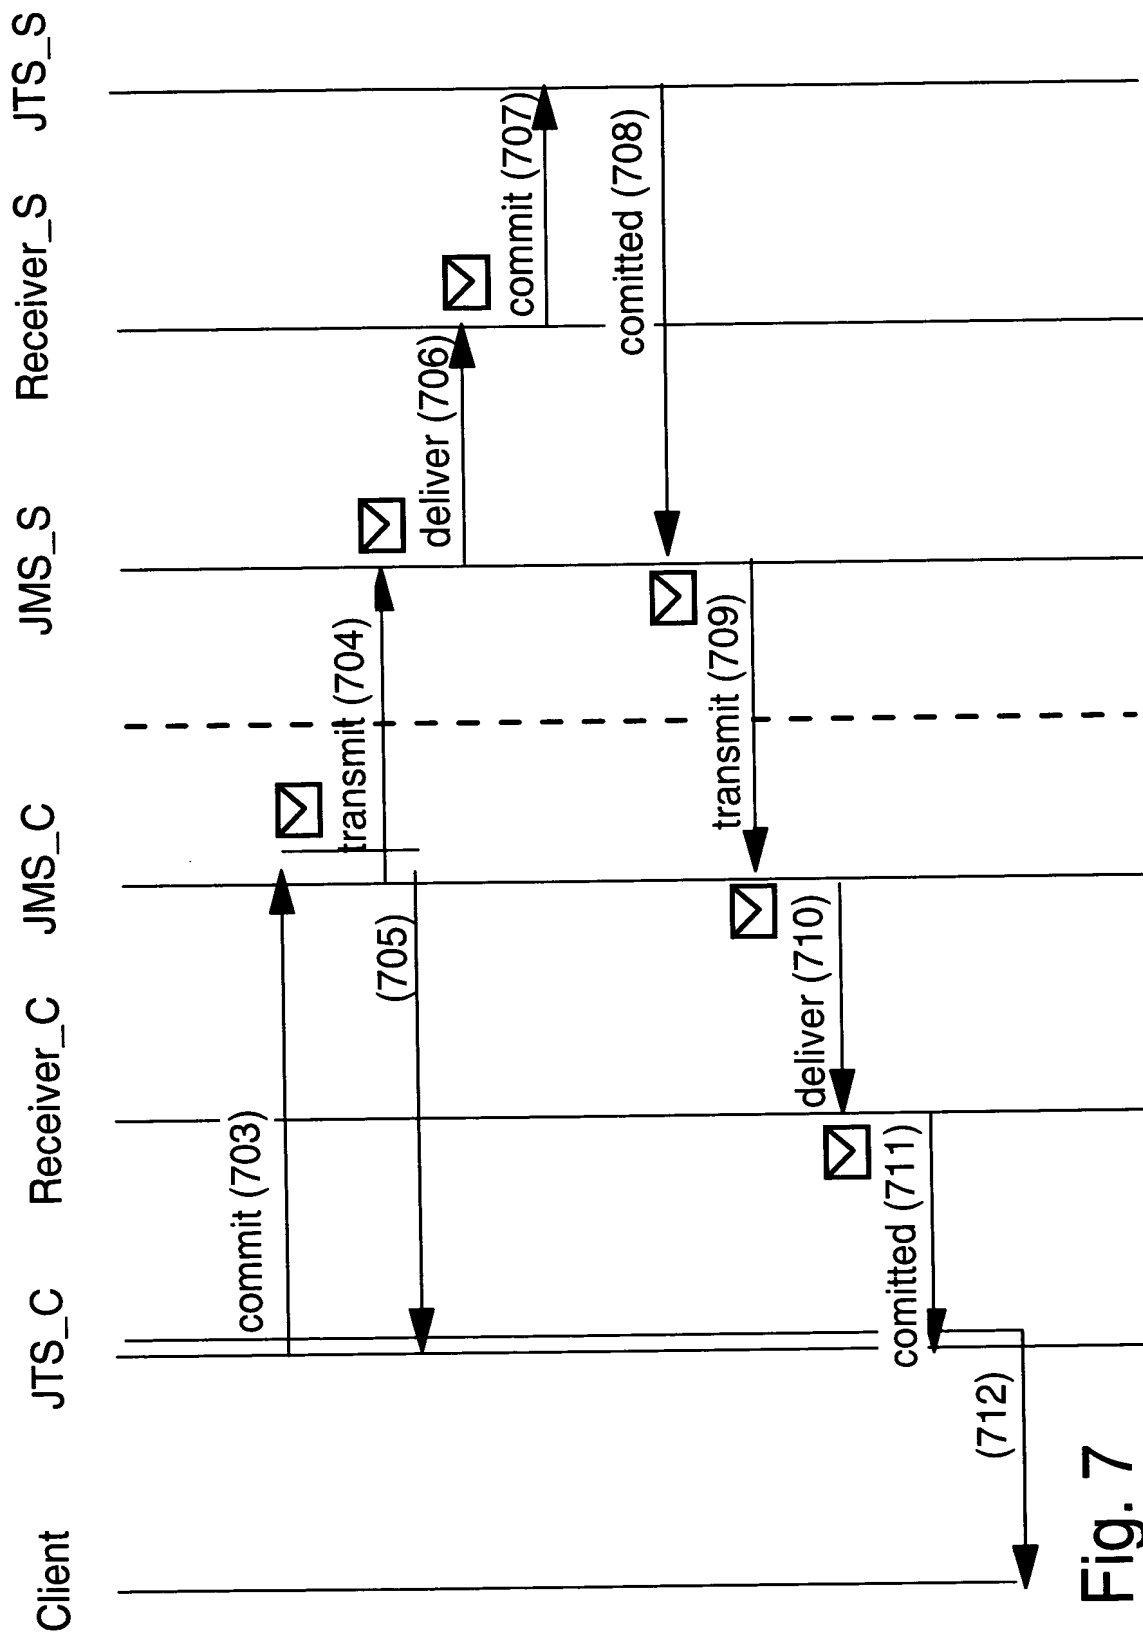 Client
JTS_C
Receiver_C
JMS_C
JMS_S
Receiver_S
JTS_S
commit (703)
transmit (704)
(705)
deliver (706)
commit (707)
comitted (708)
transmit (709)
deliver (710)
comitted (711)
(712)
Fig. 7